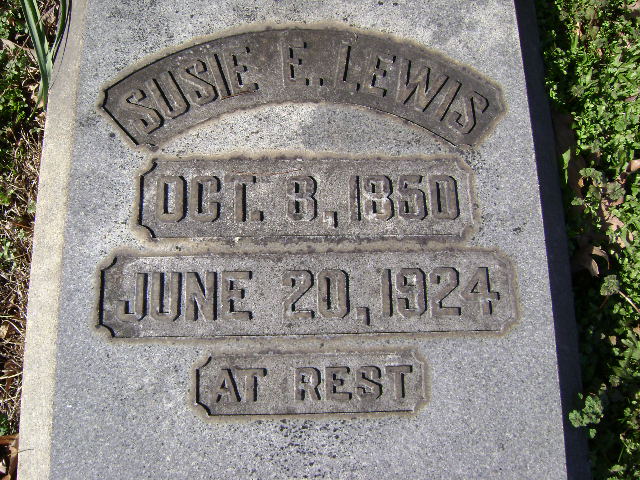 SUSIE E. LEWIS
OCT. 8, 1850
JUNE 20, 1924
AT REST